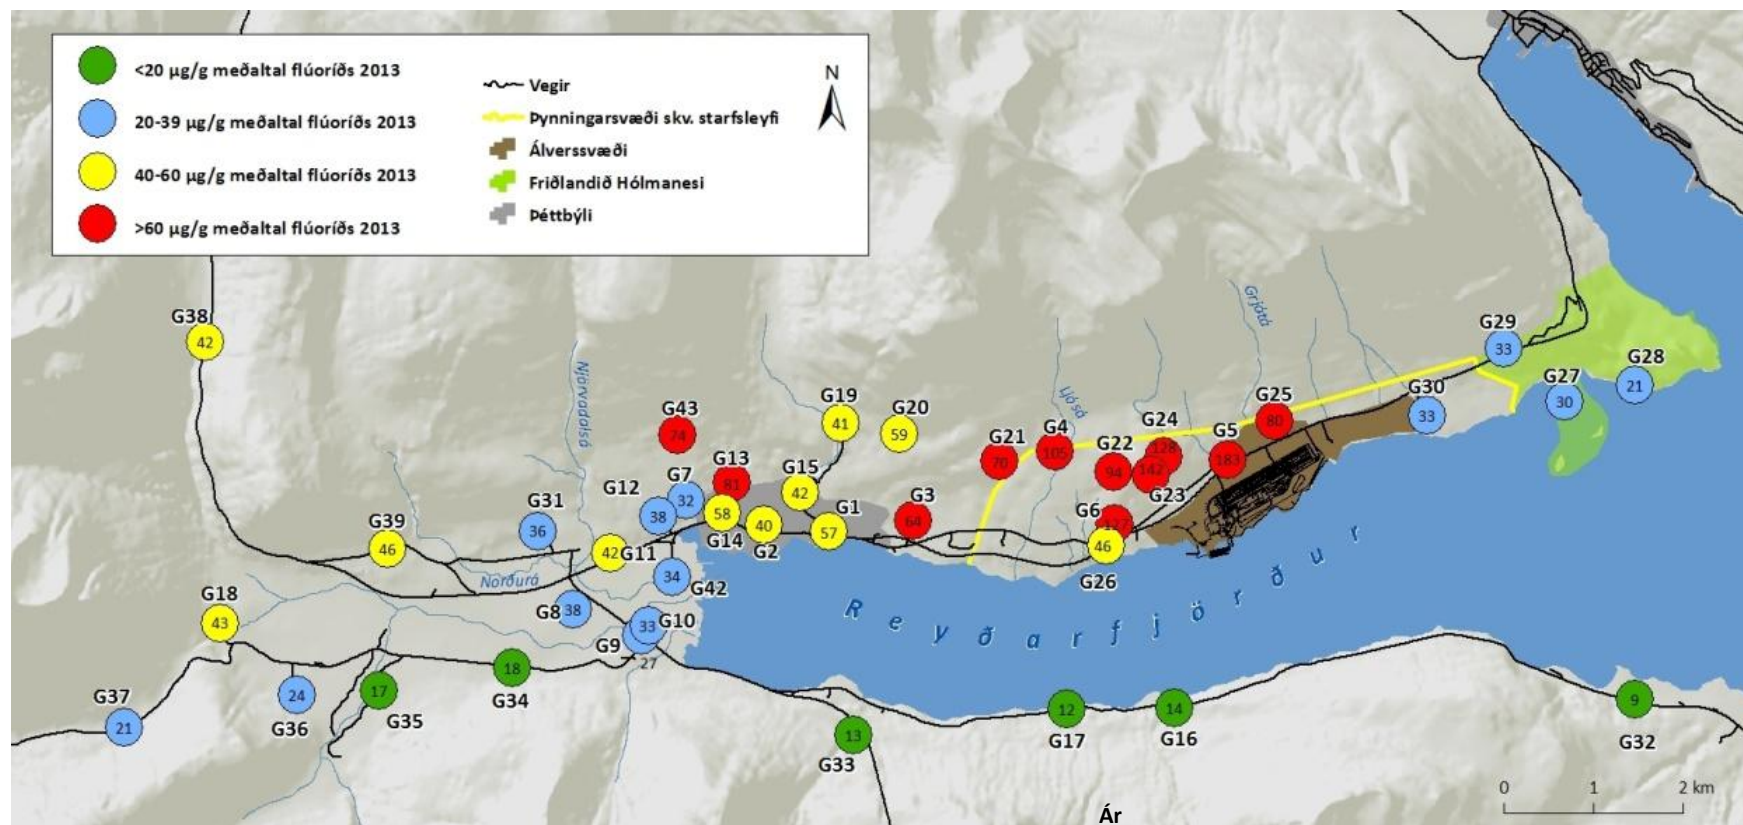 <20 µg/g meðaltal flúoríðs 2013
20-39 µg/g meðaltal flúoríðs 2013
40-60 µg/g meðaltal flúoríðs 2013
>60 µg/g meðaltal flúoríðs 2013
Vegir
Þynningarsvæði skv. starfsleyfi
Álverssvæði
Friðlandið Hólmanesi
Þéttbýli
N
G38
42
G43
74
G19
41
G20
59
G21
70
G4
105
G22
94
G24
128
142
G23
G5
183
G25
80
G30
33
G29
33
G27
30
G28
21
Njörvadalsá
Ljósá
Grjótá
G39
46
G31
36
G12
38
G7
32
G13
81
58
G14
40
G2
G15
42
G1
57
G3
64
G6
127
46
G26
42
G11
34
G42
Norðurá
G18
43
G8
38
33
G10
G9
27
Reyðarfjörður
G37
21
24
G36
17
G35
18
G34
13
G33
12
G17
14
G16
9
G32
0 1 2 km
Ár